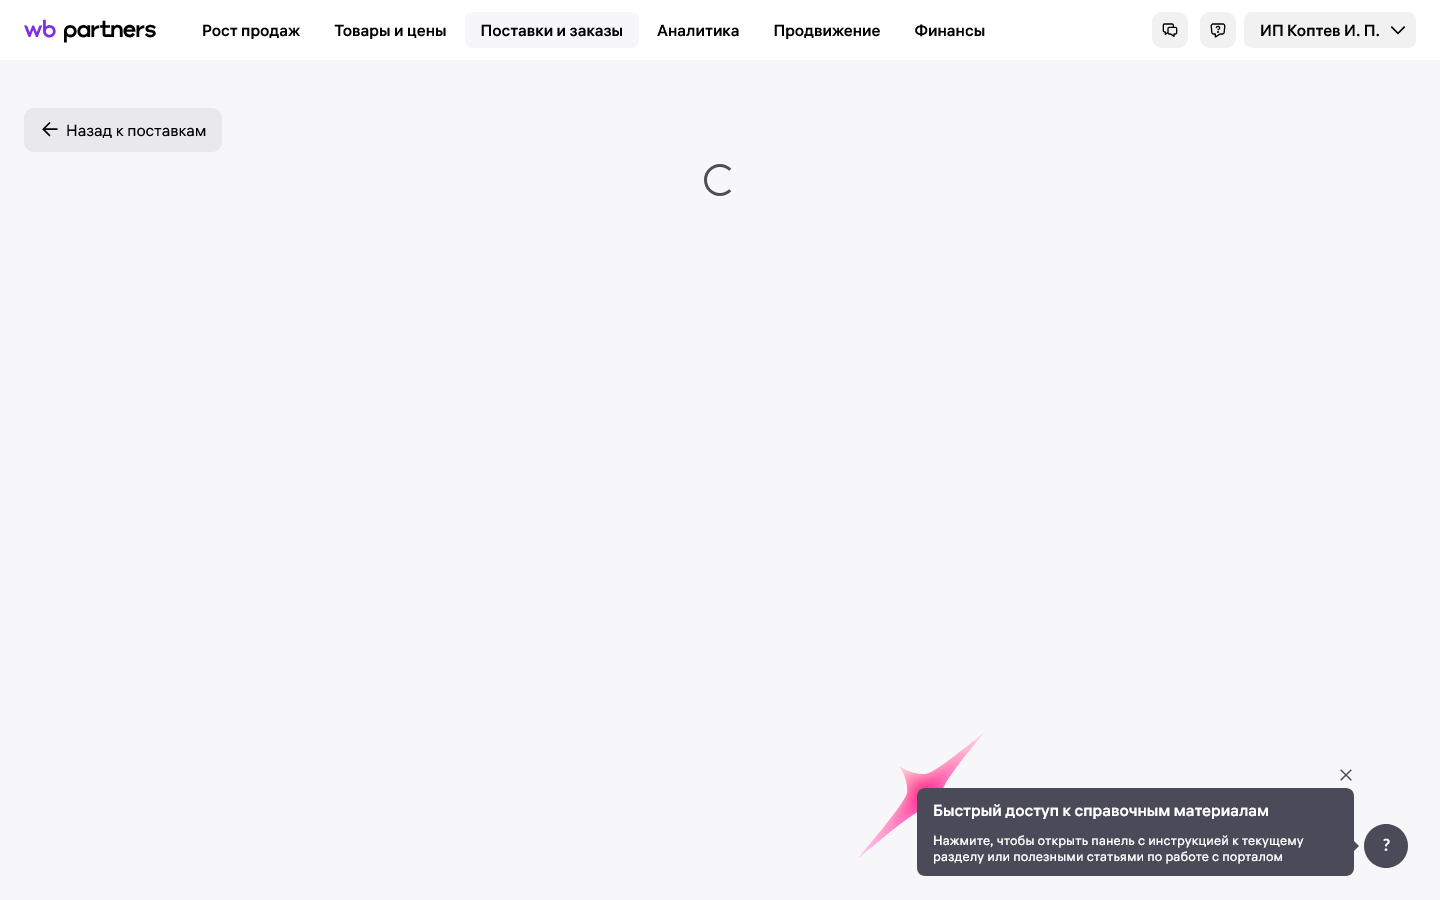 wb partners
Рост продаж
Товары и цены
Поставки и заказы
Аналитика
Продвижение
Финансы
ИП Коптев И. П.
Назад к поставкам
Быстрый доступ к справочным материалам
Нажмите, чтобы открыть панель с инструкцией к текущему
разделу или полезными статьями по работе с порталом
?